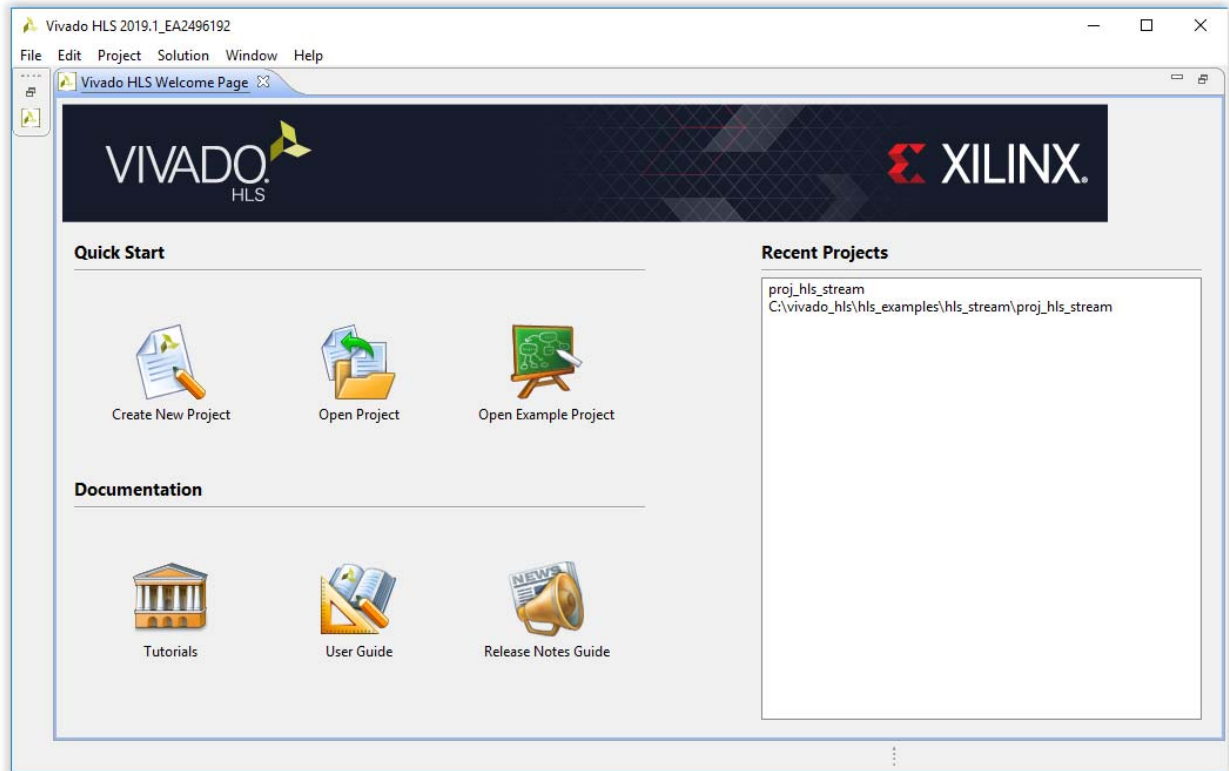 Vivado HLS 2019.1_EA2496192
File Edit Project Solution Window Help
Vivado HLS Welcome Page
VIVADO.
HLS
XILINX.
Quick Start
Create New Project
Open Project
Open Example Project
Documentation
Tutorials
User Guide
NEWS
Release Notes Guide
Recent Projects
proj_hls_stream
C:\vivado_hls\hls_examples\hls_stream\proj_hls_stream